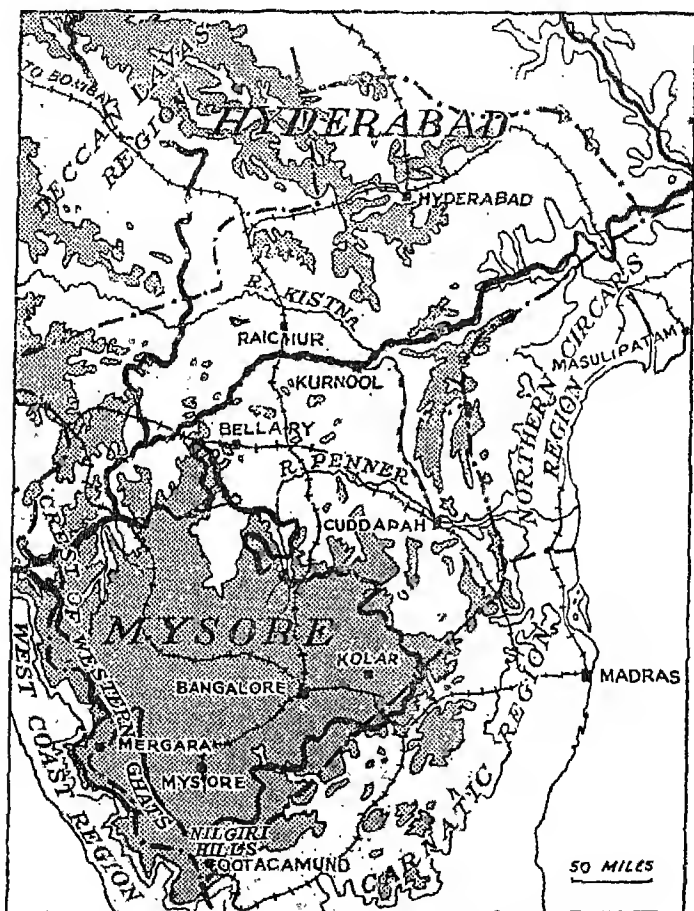 TO BOMBAY
DECCAN LAVAS
REGION
HYDERABAD
HYDERABAD
R. KISTNA
RAICHUR
KURNOOL
NORTHERN CIRCARS
REGION
MASULIPATAM
BELLARY
R. PENNER
CUDDAPAH
CREST OF WESTERN
GHATS
MYSORE
KOLAR
BANGALORE
MADRAS
WEST COAST REGION
MERCARA
MYSORE
NILGIRI
HILLS
OOTACAMUND
CARNATIC REGION
50 MILES